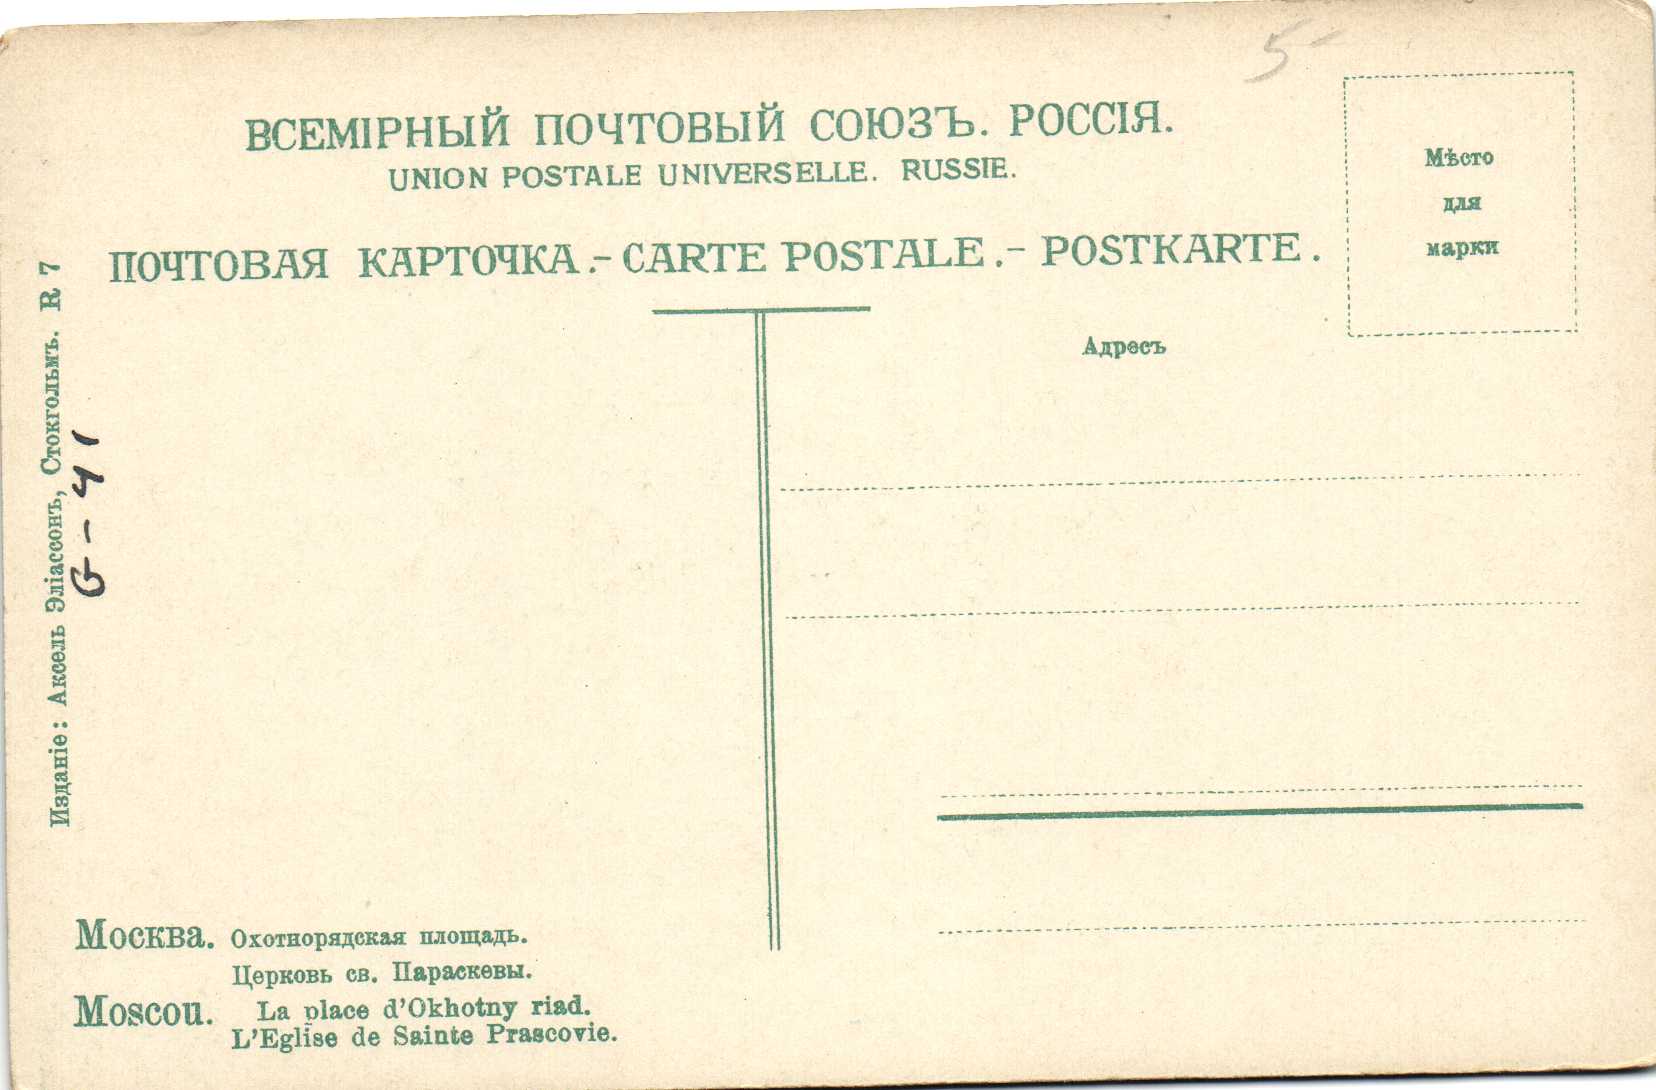 5-
ВСЕМІРНЫЙ ПОЧТОВЫЙ СОЮЗЪ. РОССІЯ.
UNION POSTALE UNIVERSELLE. RUSSIE.
ПОЧТОВАЯ КАРТОЧКА.-CARTE POSTALE.-POSTKARTE.
Мѣсто
для
марки
Адресъ
Изданіе: Аксель Эліассонъ, Стокгольмъ. R 7
G-41
Москва. Охотнорядская площадь.
Церковь св. Параскевы.
Moscou. La place d'Okhotny riad.
L'Eglise de Sainte Prascovie.